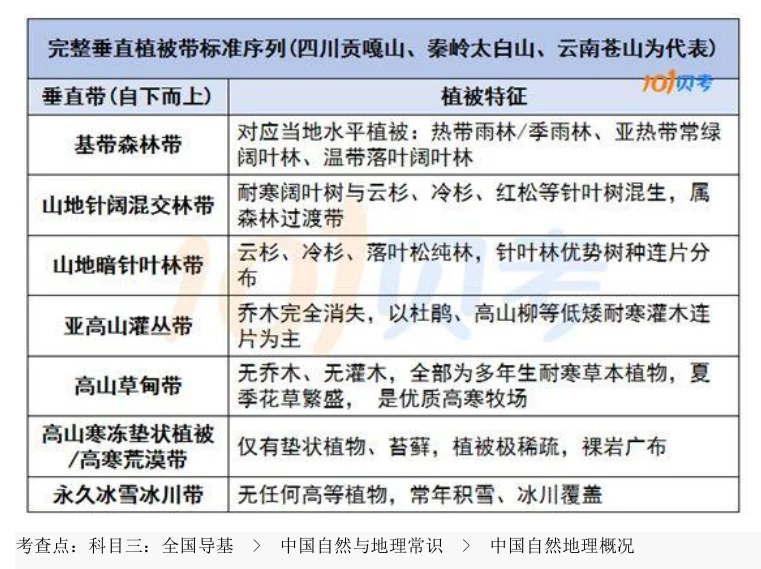 完整垂直植被带标准序列(四川贡嘎山、秦岭太白山、云南苍山为代表)
101贝考
垂直带(自下而上)
植被特征
基带森林带
对应当地水平植被：热带雨林/季雨林、亚热带常绿
阔叶林、温带落叶阔叶林
山地针阔混交林带
耐寒阔叶树与云杉、冷杉、红松等针叶树混生，属
森林过渡带
山地暗针叶林带
云杉、冷杉、落叶松纯林，针叶林优势树种连片分
布
亚高山灌丛带
乔木完全消失，以杜鹃、高山柳等低矮耐寒灌木连
片为主
高山草甸带
无乔木、无灌木，全部为多年生耐寒草本植物，夏
季花草繁盛， 是优质高寒牧场
高山寒冻垫状植被
/高寒荒漠带
仅有垫状植物、苔藓，植被极稀疏，裸岩广布
永久冰雪冰川带
无任何高等植物，常年积雪、冰川覆盖
101贝考
考查点：科目三：全国导基 > 中国自然与地理常识 > 中国自然地理概况